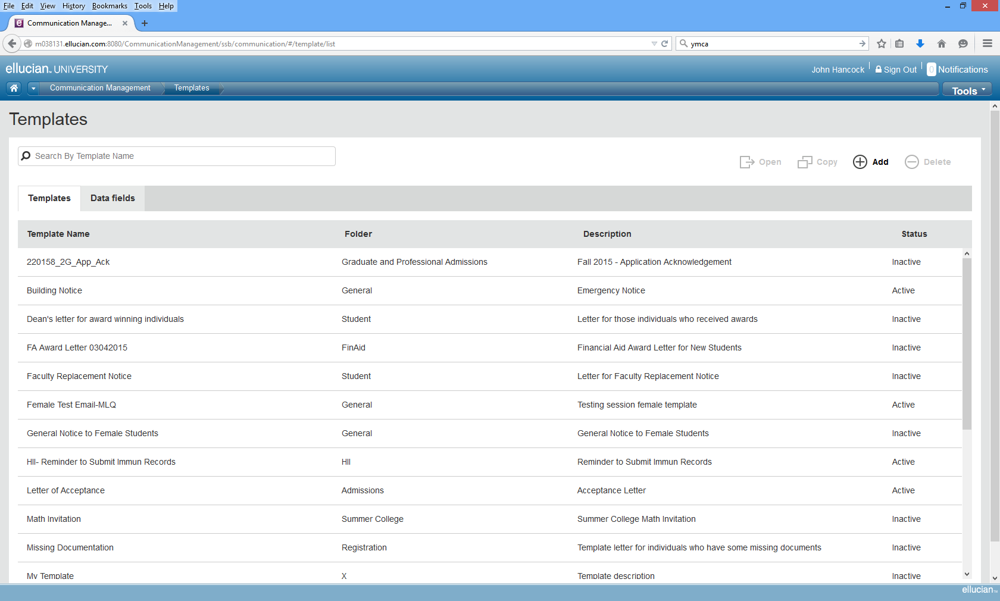 File Edit View History Bookmarks Tools Help
Communication Manage...
m038131.ellucian.com:8080/CommunicationManagement/ssb/communication/#/template/list
ymca
ellucian™ UNIVERSITY
John Hancock Sign Out 0 Notifications
Communication Management Templates Tools
Templates
Search By Template Name
Open Copy Add Delete
Templates Data fields
Template Name Folder Description Status
220158_2G_App_Ack Graduate and Professional Admissions Fall 2015 - Application Acknowledgement Inactive
Building Notice General Emergency Notice Active
Dean's letter for award winning individuals Student Letter for those individuals who received awards Inactive
FA Award Letter 03042015 FinAid Financial Aid Award Letter for New Students Inactive
Faculty Replacement Notice Student Letter for Faculty Replacement Notice Inactive
Female Test Email-MLQ General Testing session female template Active
General Notice to Female Students General General Notice to Female Students Inactive
HII- Reminder to Submit Immun Records HII Reminder to Submit Immun Records Active
Letter of Acceptance Admissions Acceptance Letter Active
Math Invitation Summer College Summer College Math Invitation Inactive
Missing Documentation Registration Template letter for individuals who have some missing documents Inactive
My Template X Template description Inactive
ellucian™